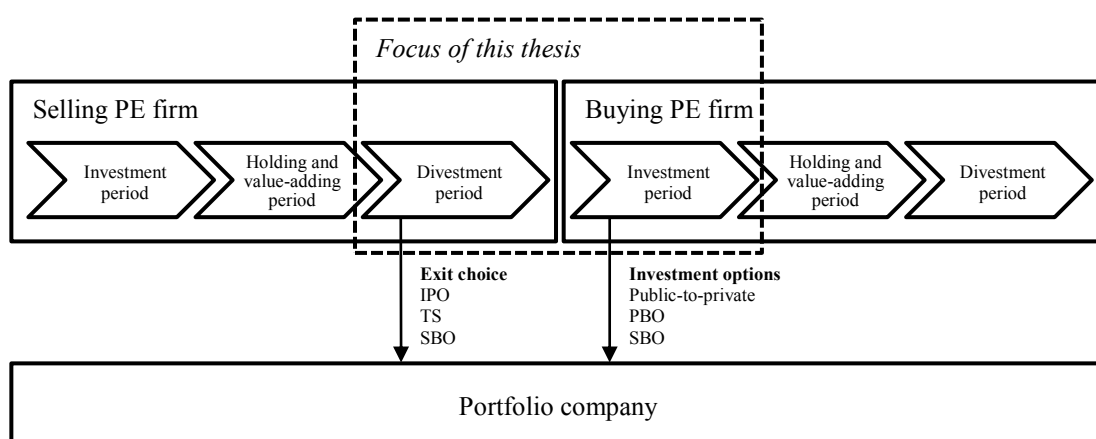 Focus of this thesis
Selling PE firm
Investment
period
Holding and
value-adding
period
Divestment
period
Buying PE firm
Investment
period
Holding and
value-adding
period
Divestment
period
Exit choice
IPO
TS
SBO
Investment options
Public-to-private
PBO
SBO
Portfolio company